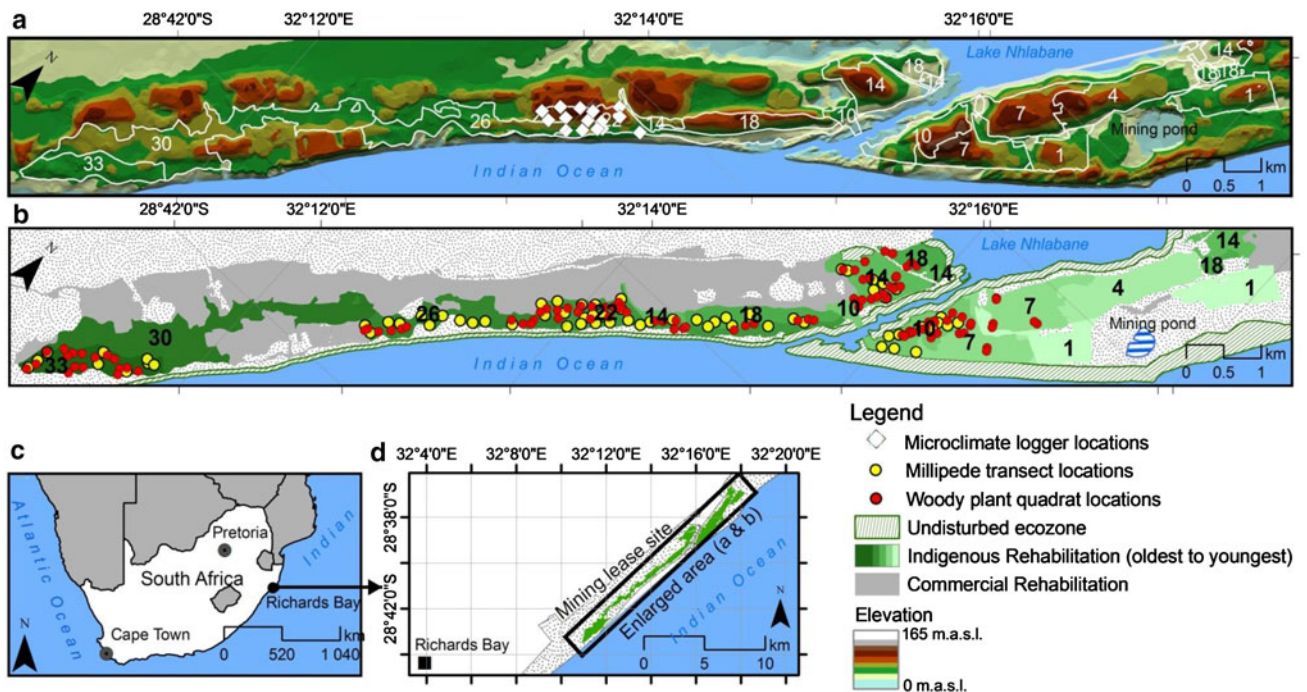 a
28°42'0"S 32°12'0"E 32°14'0"E 32°16'0"E
Lake Nhlabane
N
14
18
14
14
18
18
7
4
1
26
22
14
18
10
10
7
1
Mining pond
30
33
Indian Ocean
km
0 0.5 1
b
28°42'0"S 32°12'0"E 32°14'0"E 32°16'0"E
Lake Nhlabane
N
18
14
14
14
18
10
7
4
1
26
22
14
18
10
7
1
Mining pond
30
33
Indian Ocean
km
0 0.5 1
c
Atlantic Ocean
Pretoria
South Africa
Indian
Richards Bay
Cape Town
km
0 520 1 040
N
d
32°4'0"E 32°8'0"E 32°12'0"E 32°16'0"E 32°20'0"E
28°38'0"S
28°42'0"S
Mining lease site
Enlarged area (a & b)
Indian Ocean
N
Richards Bay
km
0 5 10
Legend
Microclimate logger locations
Millipede transect locations
Woody plant quadrat locations
Undisturbed ecozone
Indigenous Rehabilitation (oldest to youngest)
Commercial Rehabilitation
Elevation
165 m.a.s.l.
0 m.a.s.l.